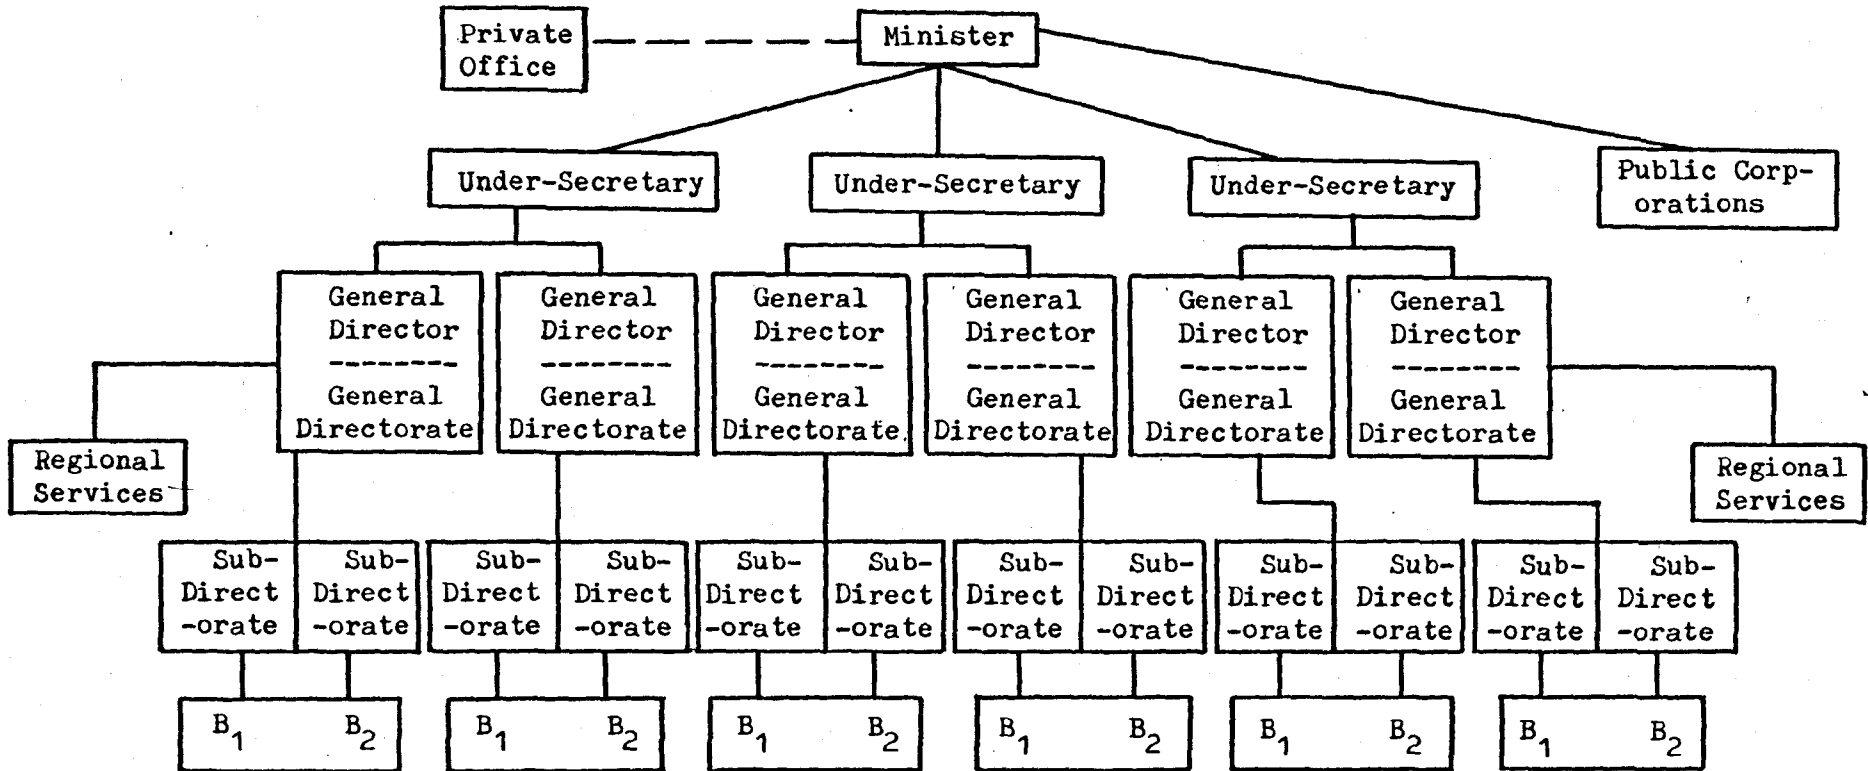 Private
Office
Minister
Under-Secretary
Under-Secretary
Under-Secretary
Public Corp-
orations
General
Director
--------
General
Directorate
General
Director
--------
General
Directorate
General
Director
--------
General
Directorate
General
Director
--------
General
Directorate
General
Director
--------
General
Directorate
General
Director
--------
General
Directorate
Regional
Services
Regional
Services
Sub-
Direct
-orate
Sub-
Direct
-orate
Sub-
Direct
-orate
Sub-
Direct
-orate
Sub-
Direct
-orate
Sub-
Direct
-orate
Sub-
Direct
-orate
Sub-
Direct
-orate
Sub-
Direct
-orate
Sub-
Direct
-orate
Sub-
Direct
-orate
Sub-
Direct
-orate
B1 B2
B1 B2
B1 B2
B1 B2
B1 B2
B1 B2